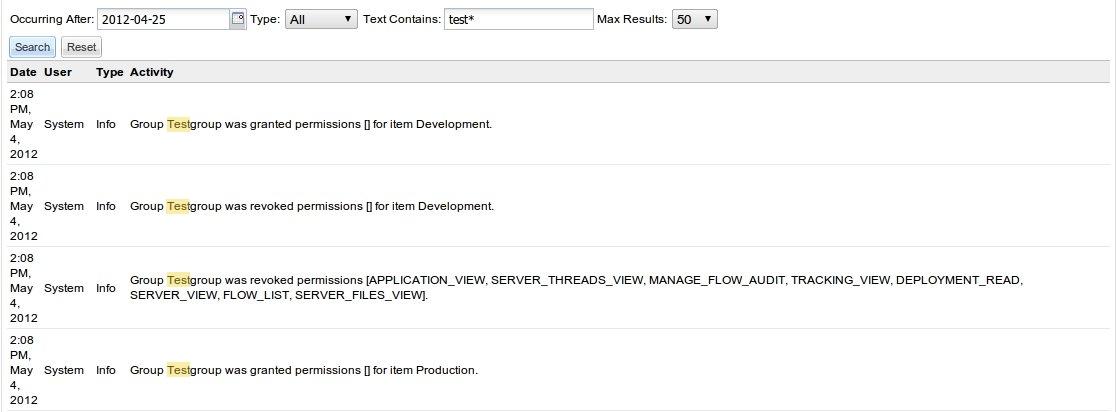 Occurring After: 2012-04-25 Type: All Text Contains: test* Max Results: 50
Search Reset
Date User Type Activity
2:08
PM,
May System Info Group Testgroup was granted permissions [] for item Development.
4,
2012
2:08
PM,
May System Info Group Testgroup was revoked permissions [] for item Development.
4,
2012
2:08
PM,
May System Info Group Testgroup was revoked permissions [APPLICATION_VIEW, SERVER_THREADS_VIEW, MANAGE_FLOW_AUDIT, TRACKING_VIEW, DEPLOYMENT_READ,
SERVER_VIEW, FLOW_LIST, SERVER_FILES_VIEW].
4,
2012
2:08
PM,
May System Info Group Testgroup was granted permissions [] for item Production.
4,
2012